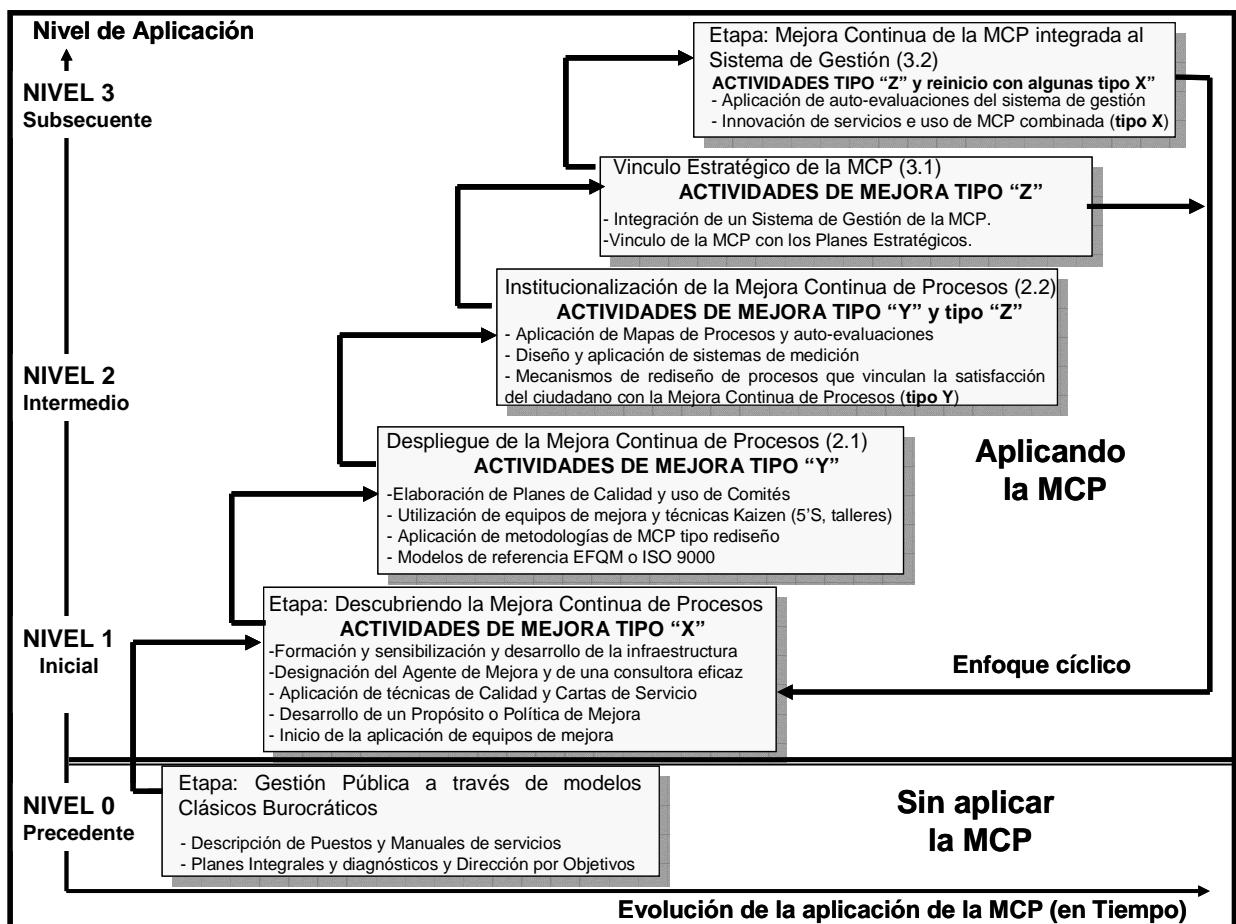 Nivel de Aplicación
Etapa: Mejora Continua de la MCP integrada al
Sistema de Gestión (3.2)
ACTIVIDADES TIPO “Z” y reinicio con algunas tipo X”
- Aplicación de auto-evaluaciones del sistema de gestión
- Innovación de servicios e uso de MCP combinada (tipo X)
NIVEL 3
Subsecuente
Vinculo Estratégico de la MCP (3.1)
ACTIVIDADES DE MEJORA TIPO “Z”
- Integración de un Sistema de Gestión de la MCP.
-Vinculo de la MCP con los Planes Estratégicos.
Institucionalización de la Mejora Continua de Procesos (2.2)
ACTIVIDADES DE MEJORA TIPO “Y” y tipo “Z”
- Aplicación de Mapas de Procesos y auto-evaluaciones
- Diseño y aplicación de sistemas de medición
- Mecanismos de rediseño de procesos que vinculan la satisfacción
del ciudadano con la Mejora Continua de Procesos (tipo Y)
NIVEL 2
Intermedio
Despliegue de la Mejora Continua de Procesos (2.1)
ACTIVIDADES DE MEJORA TIPO “Y”
-Elaboración de Planes de Calidad y uso de Comités
- Utilización de equipos de mejora y técnicas Kaizen (5’S, talleres)
- Aplicación de metodologías de MCP tipo rediseño
- Modelos de referencia EFQM o ISO 9000
Aplicando
la MCP
Etapa: Descubriendo la Mejora Continua de Procesos
ACTIVIDADES DE MEJORA TIPO “X”
-Formación y sensibilización y desarrollo de la infraestructura
-Designación del Agente de Mejora y de una consultora eficaz
- Aplicación de técnicas de Calidad y Cartas de Servicio
- Desarrollo de un Propósito o Política de Mejora
- Inicio de la aplicación de equipos de mejora
NIVEL 1
Inicial
Enfoque cíclico
Etapa: Gestión Pública a través de modelos
Clásicos Burocráticos
- Descripción de Puestos y Manuales de servicios
- Planes Integrales y diagnósticos y Dirección por Objetivos
NIVEL 0
Precedente
Sin aplicar
la MCP
Evolución de la aplicación de la MCP (en Tiempo)